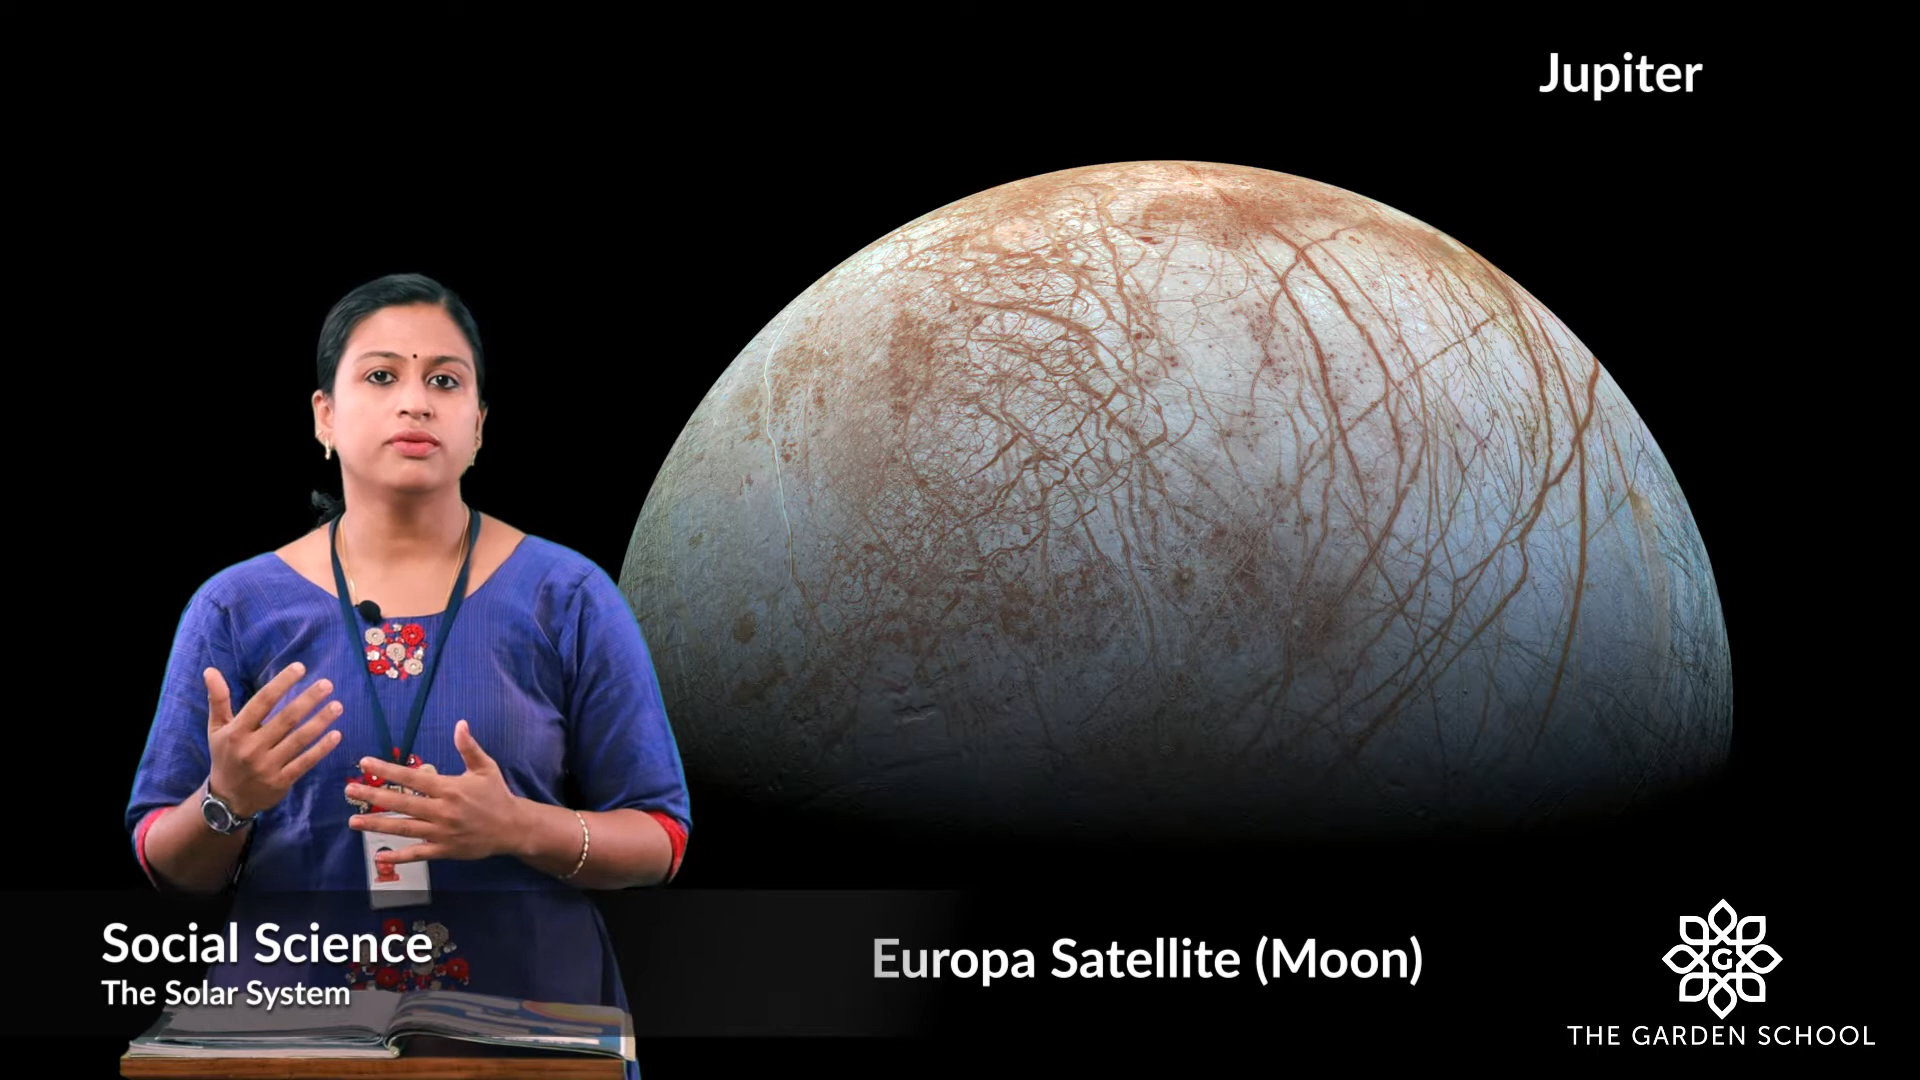 Jupiter
Social Science
The Solar System
Europa Satellite (Moon)
G
THE GARDEN SCHOOL